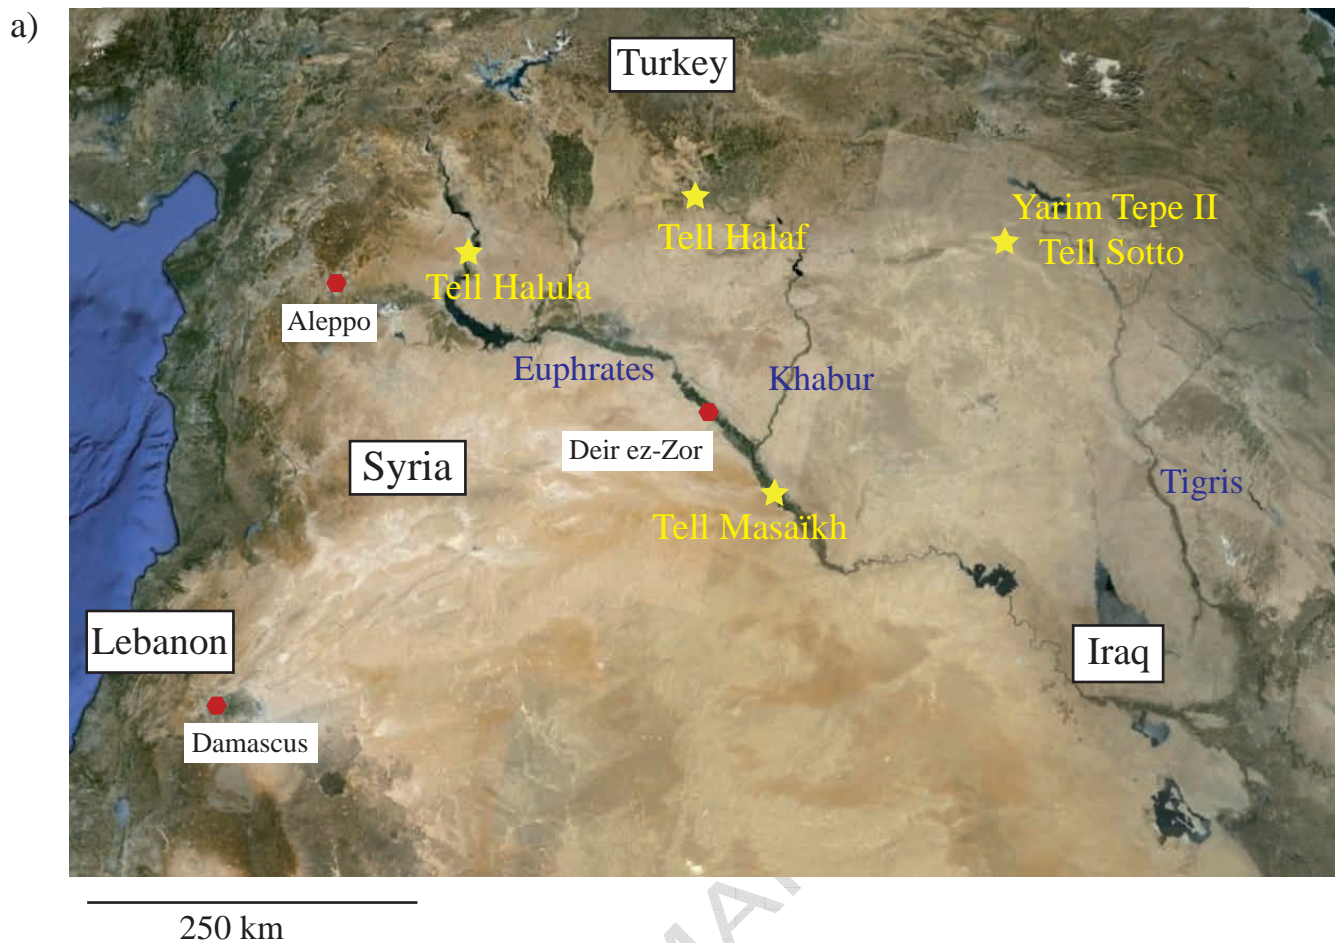 a)
Turkey
Yarim Tepe II
Tell Halaf
Tell Sotto
Tell Halula
Aleppo
Euphrates
Khabur
Deir ez-Zor
Syria
Tigris
Tell Masaïkh
Lebanon
Iraq
Damascus
250 km